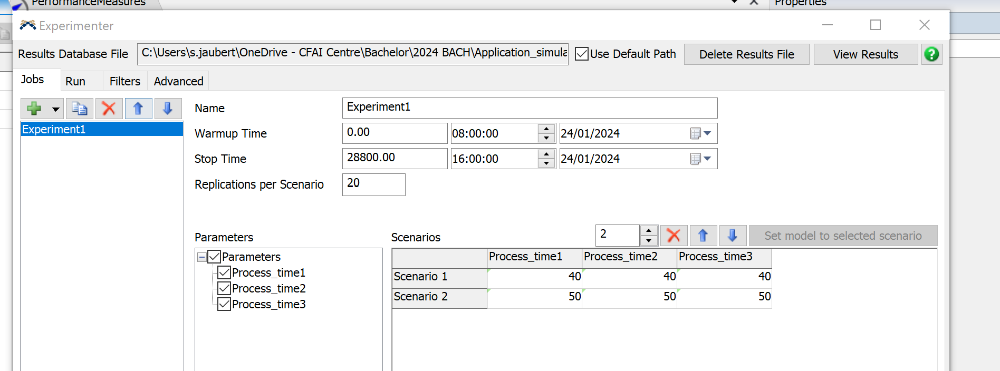 PerformanceMeasures
Properties
Experimenter
Results Database File
C:\Users\s.jaubert\OneDrive - CFAI Centre\Bachelor\2024 BACH\Application_simula
Use Default Path
Delete Results File
View Results
?
Jobs
Run
Filters
Advanced
Experiment1
Name
Experiment1
Warmup Time
0.00
08:00:00
24/01/2024
Stop Time
28800.00
16:00:00
24/01/2024
Replications per Scenario
20
Parameters
Parameters
Process_time1
Process_time2
Process_time3
Scenarios
2
Set model to selected scenario
Process_time1 Process_time2 Process_time3
Scenario 1 40 40 40
Scenario 2 50 50 50